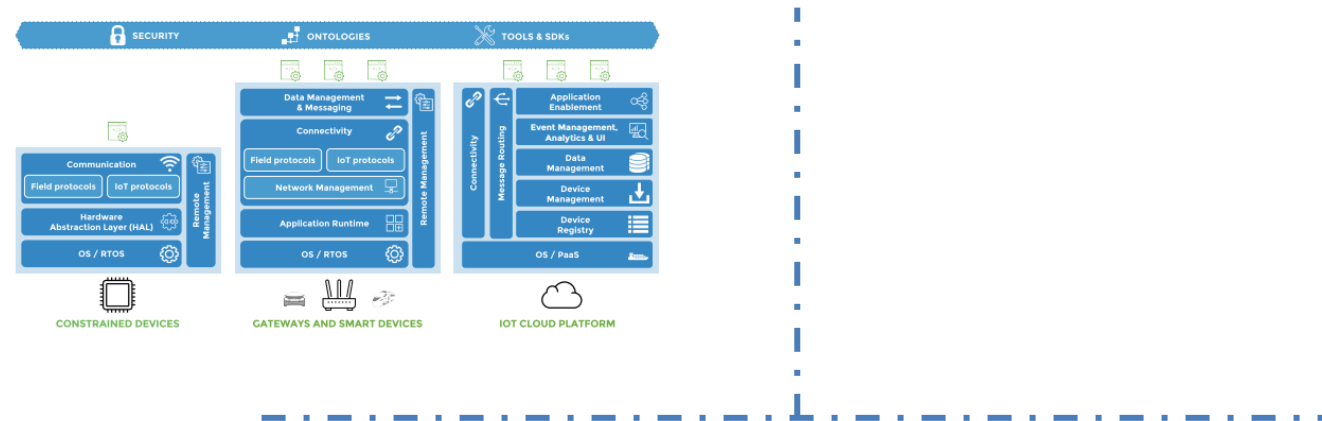 SECURITY
ONTOLOGIES
TOOLS & SDKs
Communication
Field protocols
IoT protocols
Hardware
Abstraction Layer (HAL)
OS / RTOS
Remote
Management
CONSTRAINED DEVICES
Data Management
& Messaging
Connectivity
Field protocols
IoT protocols
Network Management
Application Runtime
OS / RTOS
Remote Management
GATEWAYS AND SMART DEVICES
Connectivity
Message Routing
Application
Enablement
Event Management,
Analytics & UI
Data
Management
Device
Management
Device
Registry
OS / PaaS
IOT CLOUD PLATFORM